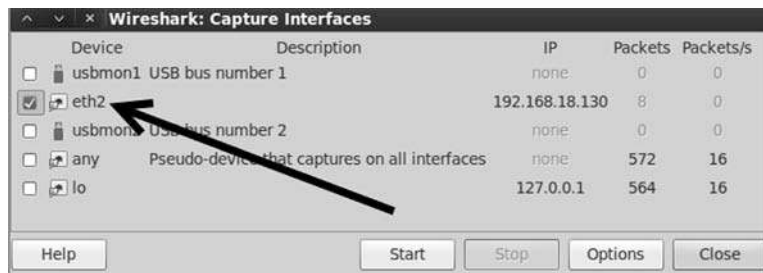 Wireshark: Capture Interfaces
Device Description IP Packets Packets/s
usbmon1 USB bus number 1 none 0 0
eth2 192.168.18.130 8 0
usbmon2 USB bus number 2 none 0 0
any Pseudo-device that captures on all interfaces none 572 16
lo 127.0.0.1 564 16
Help Start Stop Options Close